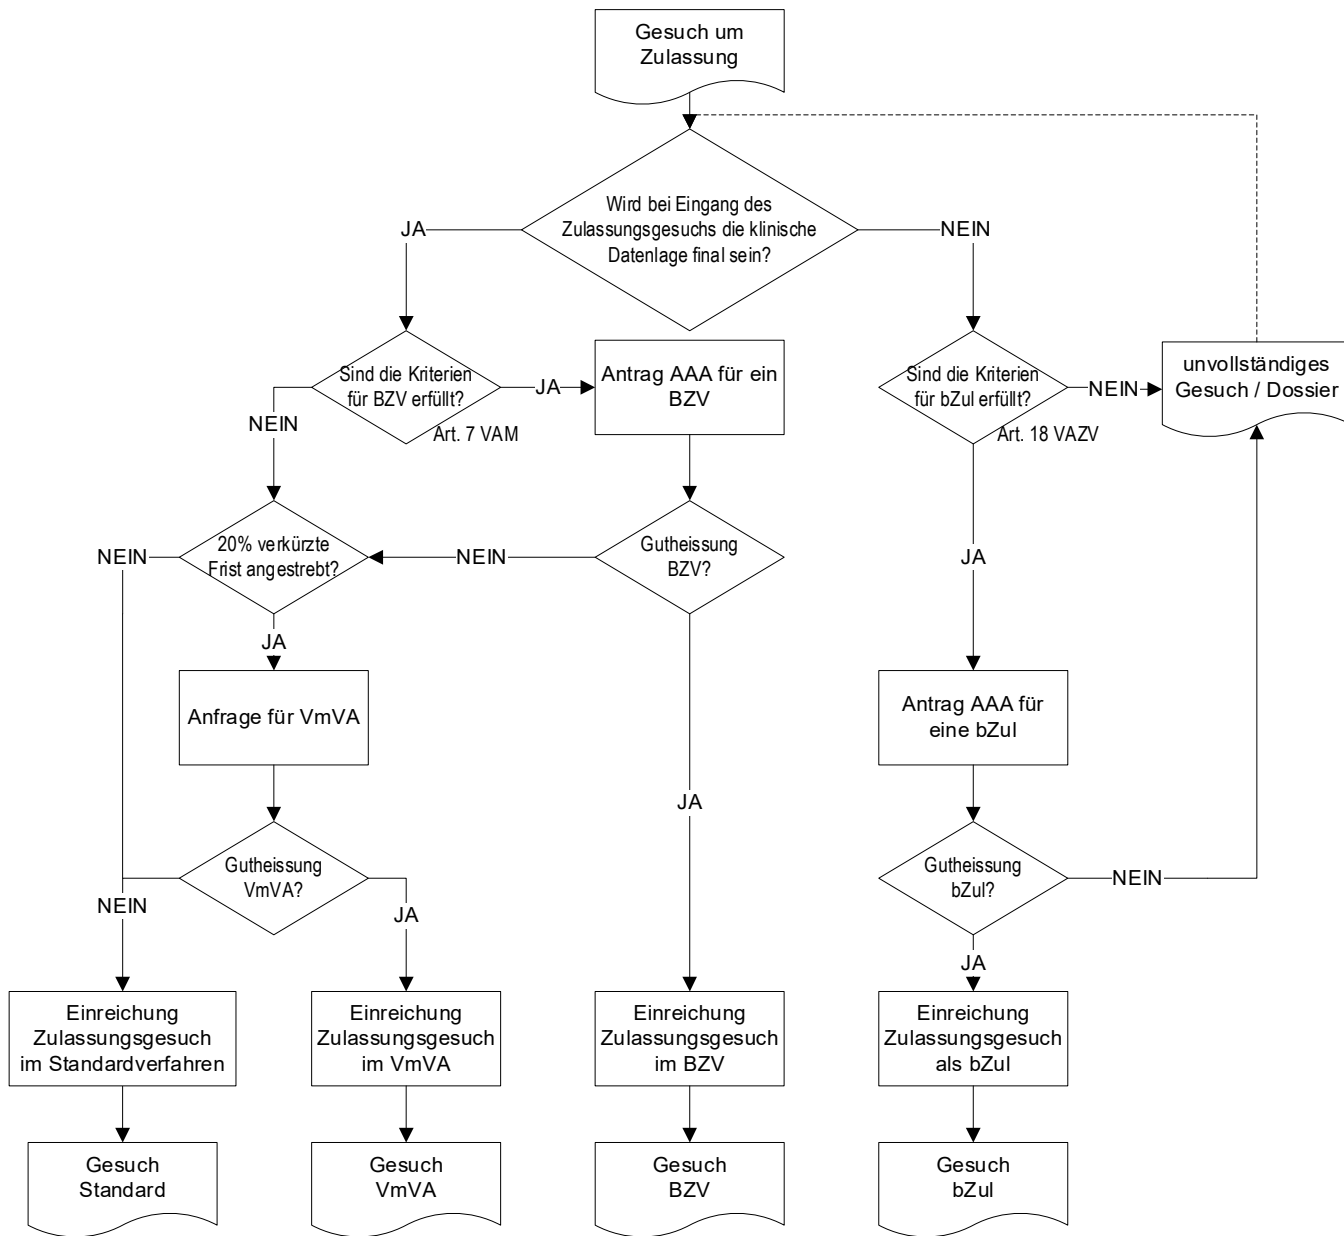 Gesuch um
Zulassung
Wird bei Eingang des
Zulassungsgesuchs die klinische
Datenlage final sein?
JA
NEIN
Sind die Kriterien
für BZV erfüllt?
Art. 7 VAM
JA
NEIN
Antrag AAA für ein
BZV
Sind die Kriterien
für bZul erfüllt?
Art. 18 VAZV
NEIN
unvollständiges
Gesuch / Dossier
20% verkürzte
Frist angestrebt?
NEIN
NEIN
Gutheissung
BZV?
JA
JA
Anfrage für VmVA
Antrag AAA für
eine bZul
JA
Gutheissung
VmVA?
NEIN
JA
Gutheissung
bZul?
NEIN
JA
Einreichung
Zulassungsgesuch
im Standardverfahren
Einreichung
Zulassungsgesuch
im VmVA
Einreichung
Zulassungsgesuch
im BZV
Einreichung
Zulassungsgesuch
als bZul
Gesuch
Standard
Gesuch
VmVA
Gesuch
BZV
Gesuch
bZul